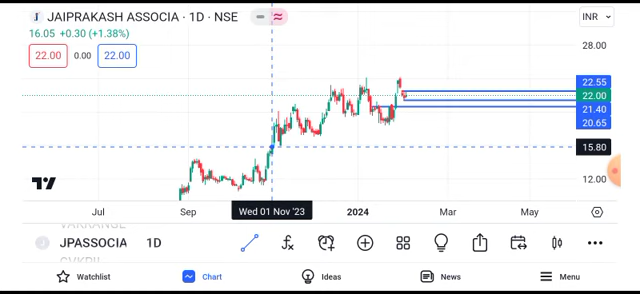 JAIPRAKASH ASSOCIA · 1D · NSE
INR
16.05 +0.30 (+1.38%)
22.00 0.00 22.00
28.00
22.55
22.00
21.40
20.65
15.80
12.00
Jul Sep Wed 01 Nov '23 2024 Mar May
JPASSOCIA 1D
Watchlist Chart Ideas News Menu